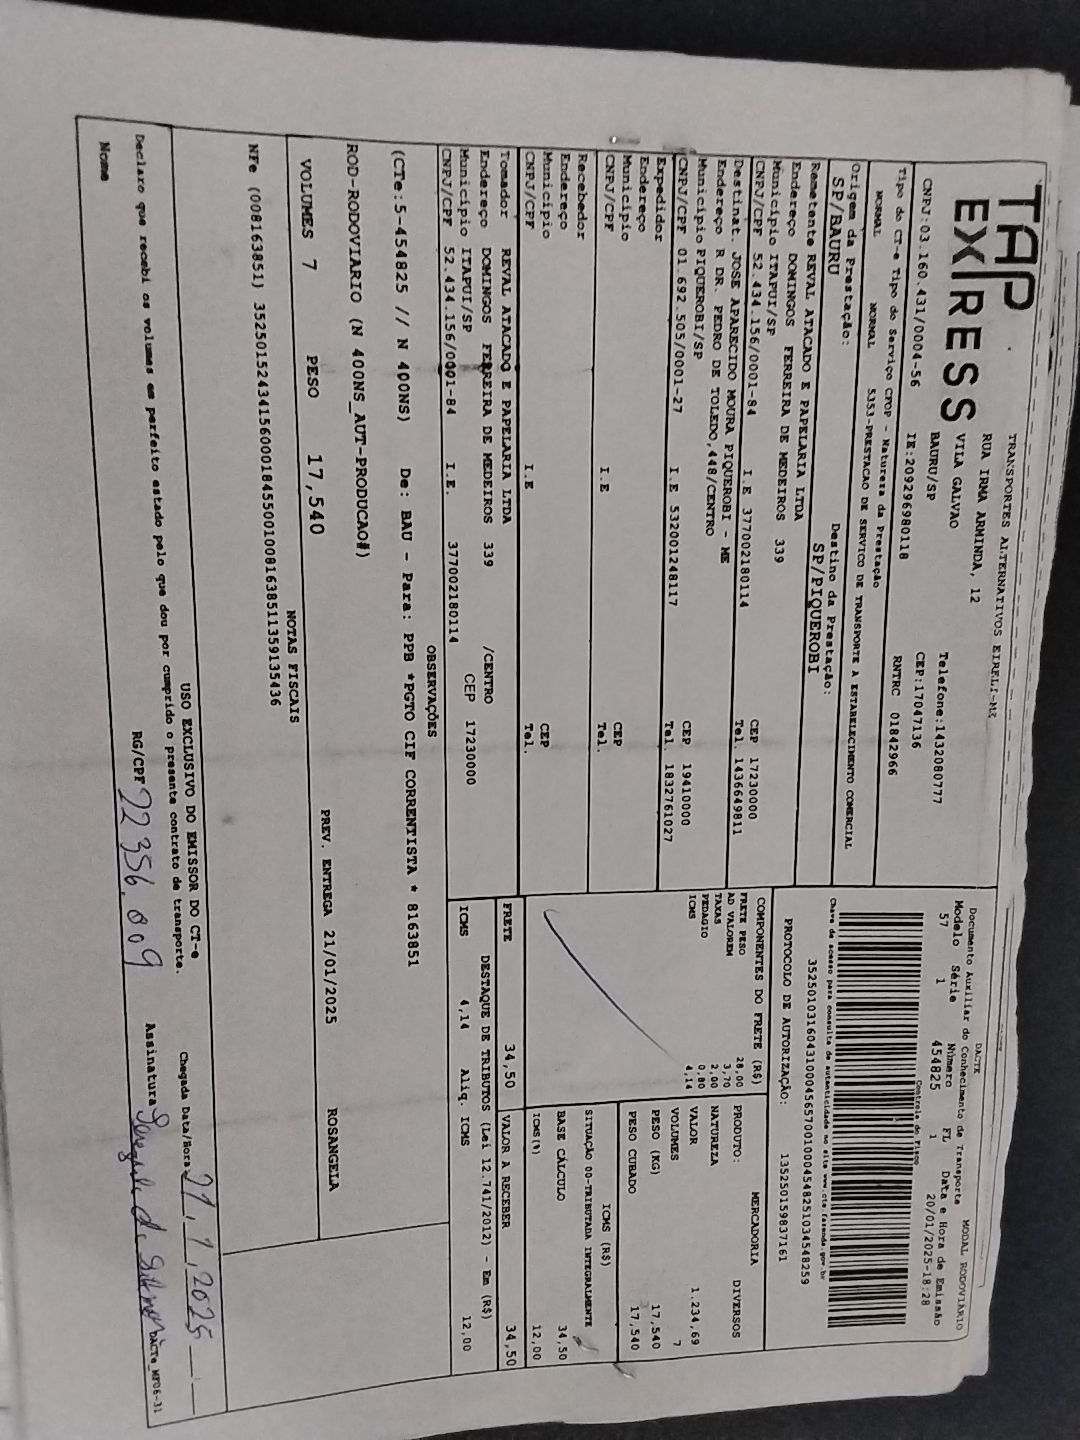 TAP EXPRESS
TRANSPORTES ALTERNATIVOS EIRELI-ME
RUA IRMA ARMINDA, 12
VILA GALVAO
BAURU/SP
Telefone:1432080777
CEP:17047136
CNPJ:03.160.431/0004-56 IE:209296980118 RNTRC 01842966
DACTE MODAL RODOVIARIO
Documento Auxiliar do Conhecimento de Transporte
Modelo Série Número FL Data e Hora de Emissão
57 1 454825 1 20/01/2025-18:28
Controle do Fisco
Tipo do CT-e Tipo do Serviço CFOP - Natureza da Prestação
NORMAL NORMAL 5353-PRESTACAO DE SERVICO DE TRANSPORTE A ESTABELECIMENTO COMERCIAL
Chave de acesso para consulta de autenticidade no site www.cte.fazenda.gov.br
35250103160431000456570010004548251034548259
PROTOCOLO DE AUTORIZAÇÃO: 135250159837161
Origem da Prestação: Destino da Prestação:
SP/BAURU SP/PIQUEROBI
Remetente REVAL ATACADO E PAPELARIA LTDA
Endereço DOMINGOS FERREIRA DE MEDEIROS 339
Município ITAPUI/SP CEP 17230000
CNPJ/CPF 52.434.156/0001-84 I.E 377002180114 Tel. 1436649811
Destinat. JOSE APARECIDO MOURA PIQUEROBI - ME
Endereço R DR. PEDRO DE TOLEDO,448/CENTRO
Município PIQUEROBI/SP CEP 19410000
CNPJ/CPF 01.692.505/0001-27 I.E 532001248117 Tel. 1832761027
Expedidor
Endereço
Município CEP
CNPJ/CPF I.E Tel.
Recebedor
Endereço
Município CEP
CNPJ/CPF I.E Tel.
Tomador REVAL ATACADO E PAPELARIA LTDA
Endereço DOMINGOS FERREIRA DE MEDEIROS 339 /CENTRO
Município ITAPUI/SP CEP 17230000
CNPJ/CPF 52.434.156/0001-84 I.E. 377002180114
COMPONENTES DO FRETE (R$)
FRETE PESO 28,00
AD VALOREM 3,70
TAXAS 2,00
PEDAGIO 0,80
ICMS 4,14
MERCADORIA
PRODUTO: DIVERSOS
NATUREZA
VALOR 1.234,69
VOLUMES 7
PESO (KG) 17,540
PESO CUBADO 17,540
ICMS (R$)
SITUAÇÃO 00-TRIBUTADA INTEGRALMENTE
BASE CÁLCULO 34,50
ICMS(%) 12,00
FRETE 34,50 VALOR A RECEBER 34,50
DESTAQUE DE TRIBUTOS (Lei 12.741/2012) - Em (R$)
ICMS 4,14 Aliq. ICMS 12,00
OBSERVAÇÕES
(CTe:5-454825 // N 400NS) De: BAU - Para: PPB *PGTO CIF CORRENTISTA * 8163851
ROD-RODOVIARIO (N 400NS_AUT-PRODUCAO#)
VOLUMES 7 PESO 17,540 PREV. ENTREGA 21/01/2025 ROSANGELA
NOTAS FISCAIS
NFe (008163851) 35250152434156000184550010081638511359135436
USO EXCLUSIVO DO EMISSOR DO CT-e
Declaro que recebi os volumes em perfeito estado pelo que dou por cumprido o presente contrato de transporte.
Chegada Data/Hora 21.1.2025
Nome RG/CPF 22356.009 Assinatura
DACTe_MF06-31